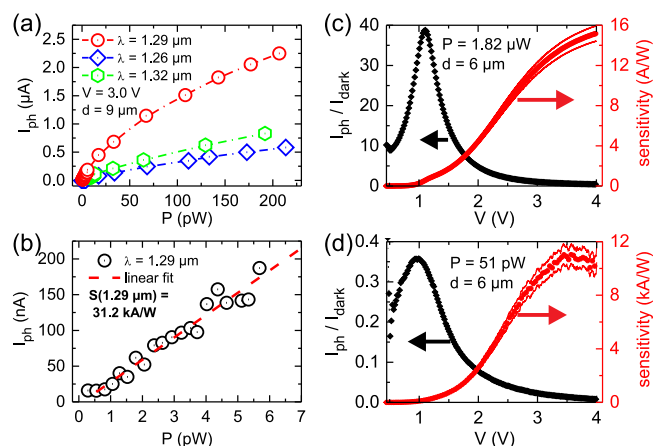 (a)
2.5
2.0
1.5
1.0
0.5
0.0
I_ph (µA)
λ = 1.29 µm
λ = 1.26 µm
λ = 1.32 µm
V = 3.0 V
d = 9 µm
0 50 100 150 200
P (pW)
(b)
200
150
100
50
0
I_ph (nA)
λ = 1.29 µm
linear fit
S(1.29 µm) =
31.2 kA/W
0 1 2 3 4 5 6 7
P (pW)
(c)
40
30
20
10
0
I_ph / I_dark
P = 1.82 µW
d = 6 µm
16
12
8
4
0
sensitivity (A/W)
1 2 3 4
V (V)
(d)
0.4
0.3
0.2
0.1
0
I_ph / I_dark
P = 51 pW
d = 6 µm
12
10
8
6
4
2
0
sensitivity (kA/W)
1 2 3 4
V (V)